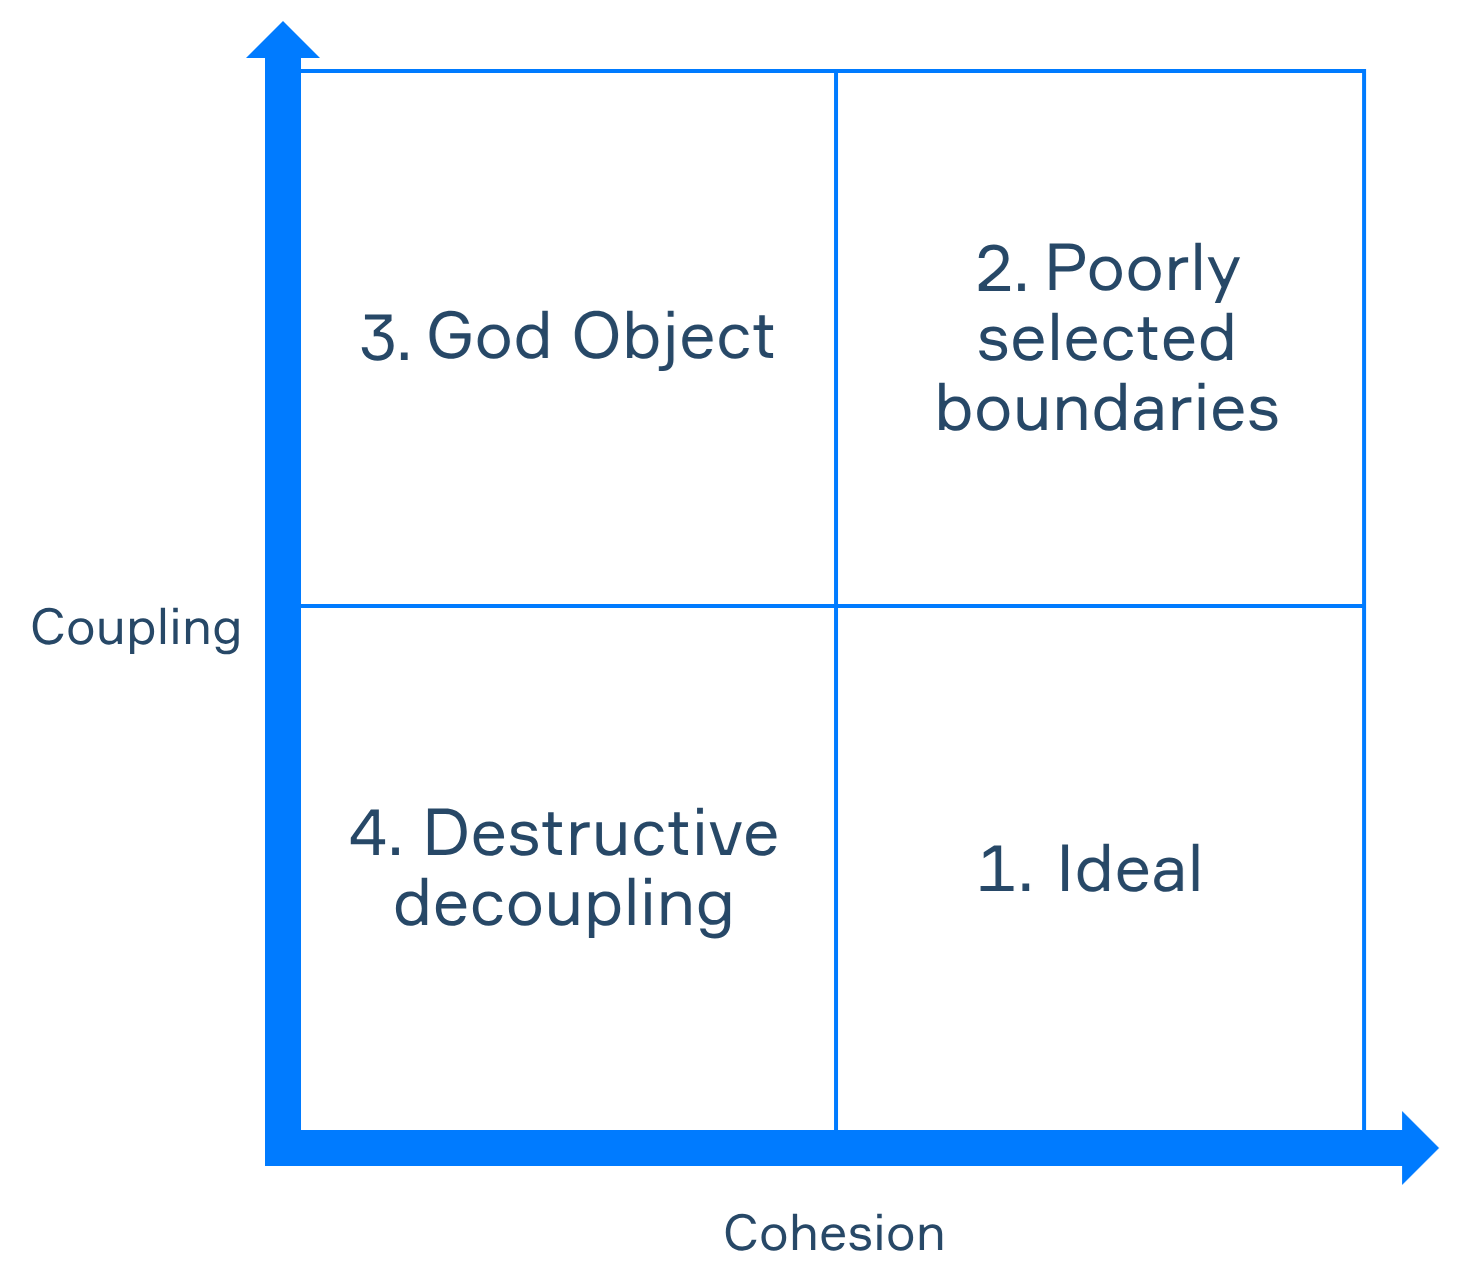 3. God Object
2. Poorly
selected
boundaries
Coupling
4. Destructive
decoupling
1. Ideal
Cohesion